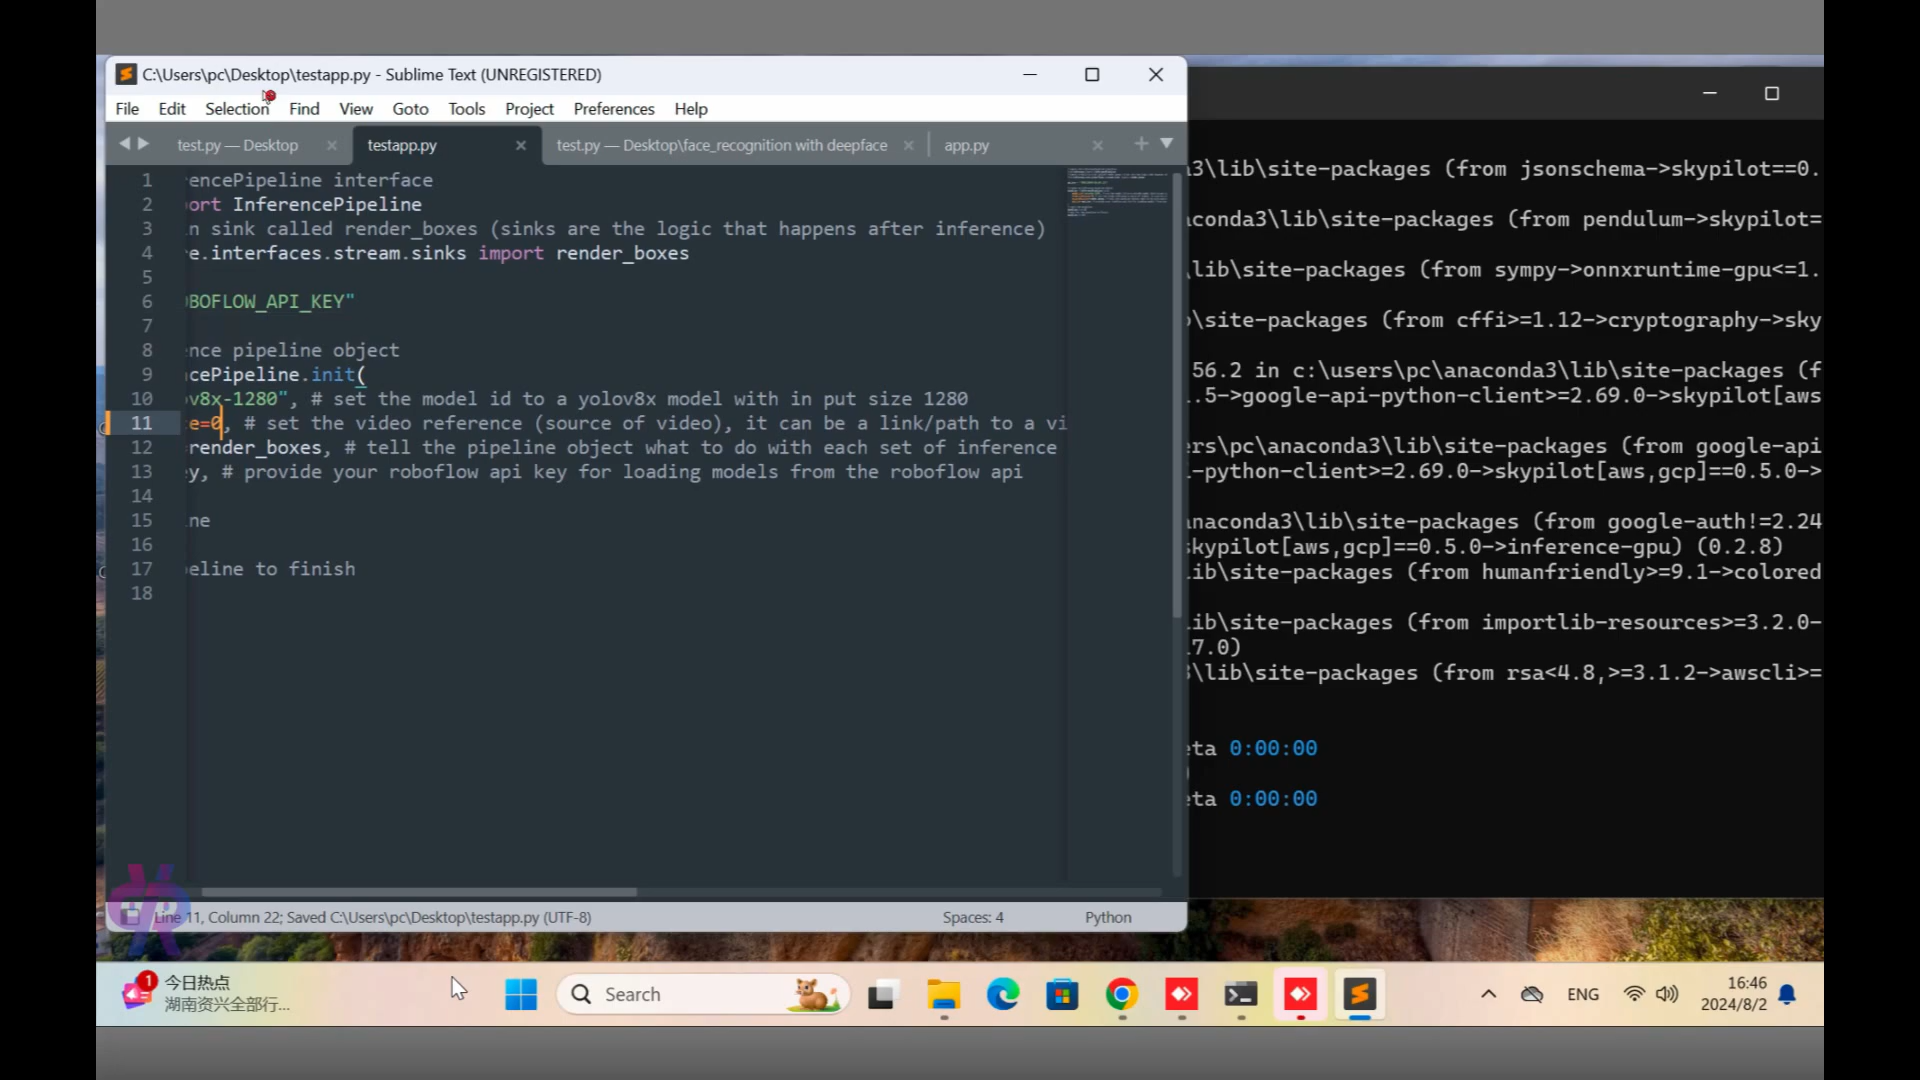 C:\Users\pc\Desktop\testapp.py - Sublime Text (UNREGISTERED)
File Edit Selection Find View Goto Tools Project Preferences Help
test.py — Desktop testapp.py test.py — Desktop\face_recognition with deepface app.py
1 rencePipeline interface
2 ort InferencePipeline
3 in sink called render_boxes (sinks are the logic that happens after inference)
4 re.interfaces.stream.sinks import render_boxes
5
6 OBOFLOW_API_KEY"
7
8 ence pipeline object
9 cePipeline.init(
10 ov8x-1280", # set the model id to a yolov8x model with in put size 1280
11 ce=0, # set the video reference (source of video), it can be a link/path to a vi
12 render_boxes, # tell the pipeline object what to do with each set of inference
13 ey, # provide your roboflow api key for loading models from the roboflow api
14
15 ine
16
17 peline to finish
18
Line 11, Column 22; Saved C:\Users\pc\Desktop\testapp.py (UTF-8) Spaces: 4 Python
3\lib\site-packages (from jsonschema->skypilot==0.
conda3\lib\site-packages (from pendulum->skypilot=
\lib\site-packages (from sympy->onnxruntime-gpu<=1.
\site-packages (from cffi>=1.12->cryptography->sky
56.2 in c:\users\pc\anaconda3\lib\site-packages (f
.5->google-api-python-client>=2.69.0->skypilot[aws
rs\pc\anaconda3\lib\site-packages (from google-api
-python-client>=2.69.0->skypilot[aws,gcp]==0.5.0->
anaconda3\lib\site-packages (from google-auth!=2.24
kypilot[aws,gcp]==0.5.0->inference-gpu) (0.2.8)
ib\site-packages (from humanfriendly>=9.1->colored
ib\site-packages (from importlib-resources>=3.2.0-
7.0)
\lib\site-packages (from rsa<4.8,>=3.1.2->awscli>=
eta 0:00:00
eta 0:00:00
1 今日热点
湖南资兴全部行...
Search
ENG
16:46
2024/8/2